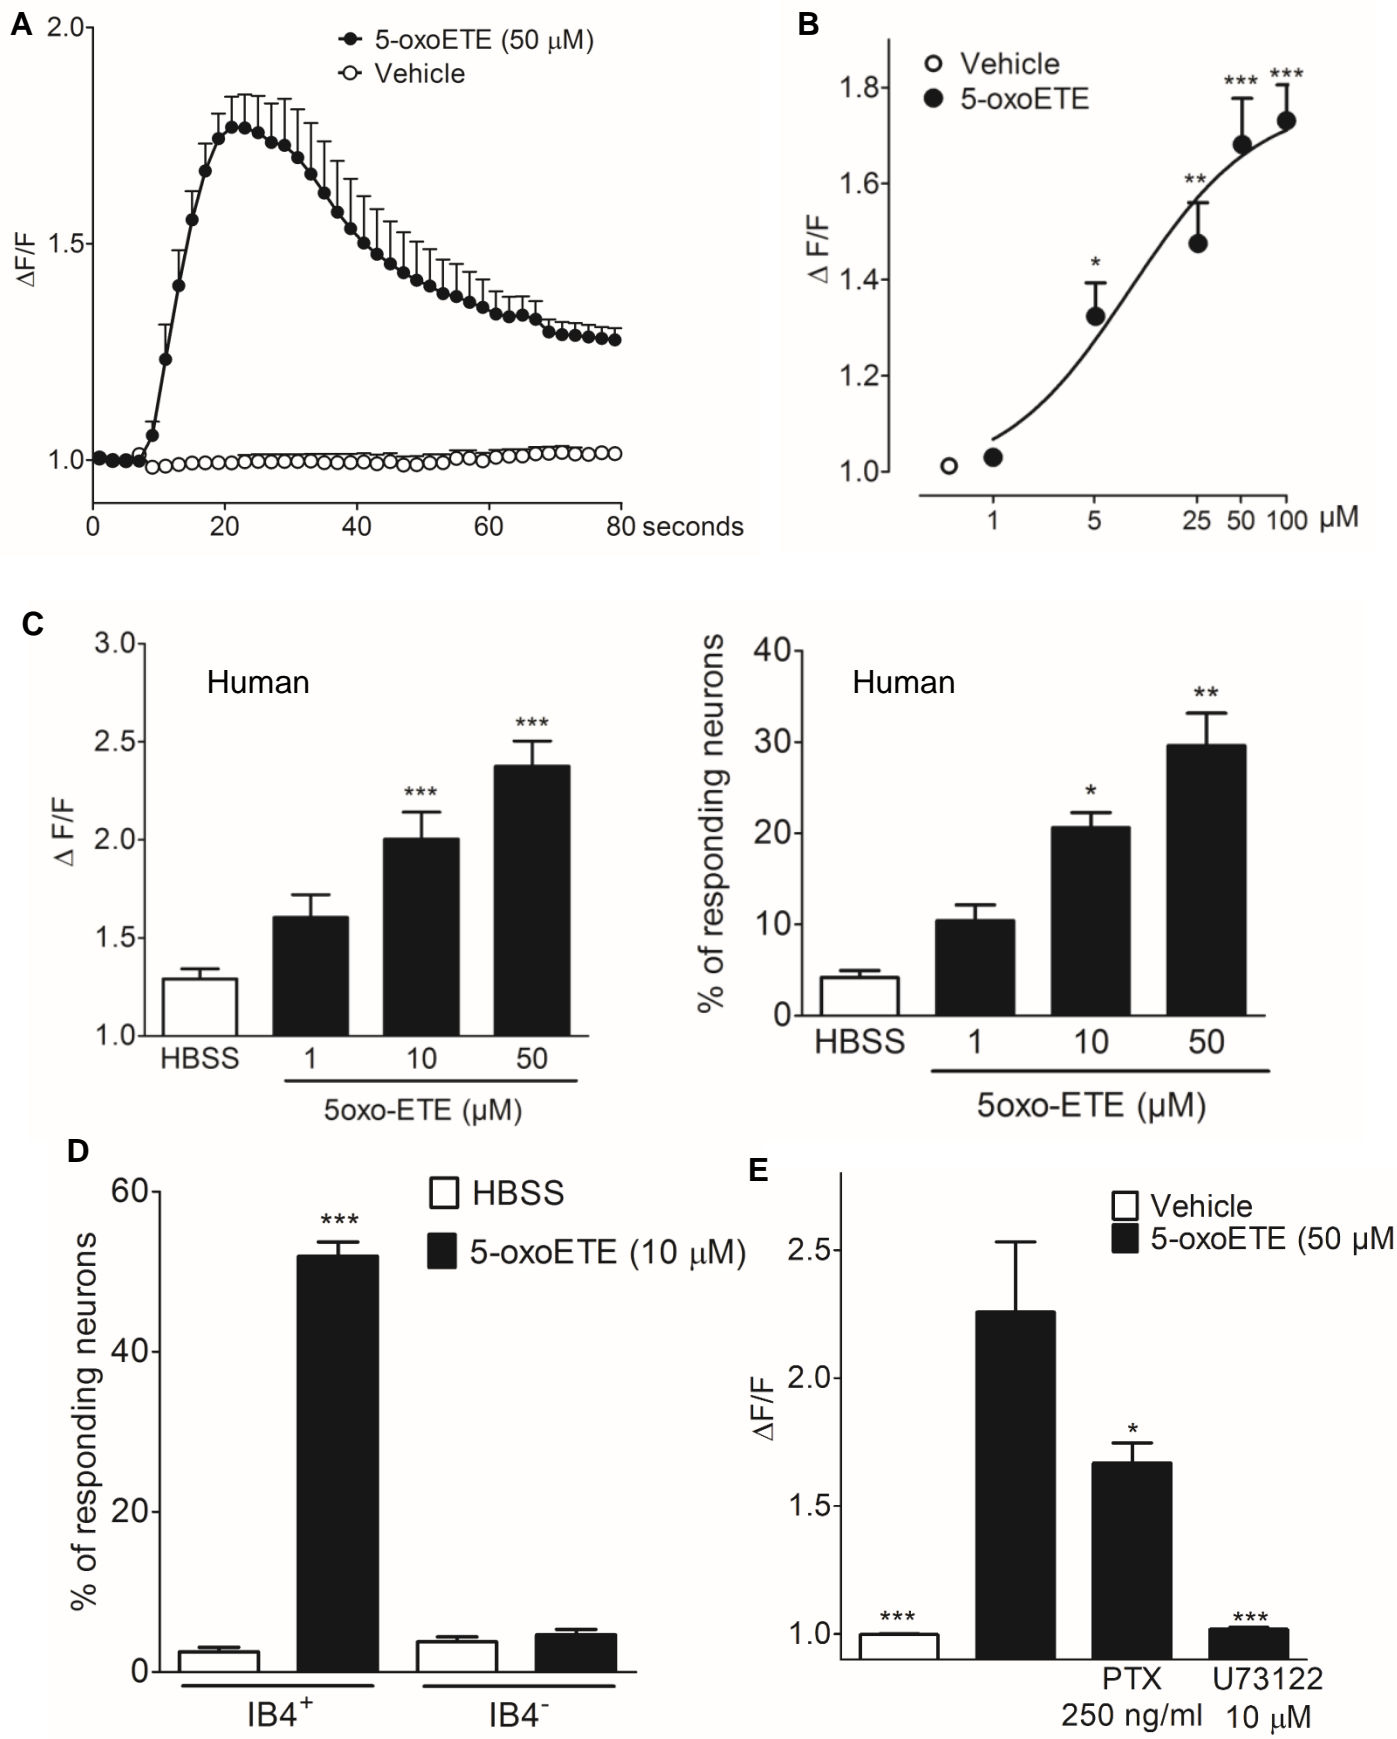 A
2.0
5-oxoETE (50 μM)
Vehicle
ΔF/F
1.5
1.0
0 20 40 60 80 seconds
B
Vehicle
5-oxoETE
Δ F/F
1.8
1.6
1.4
1.2
1.0
* ** *** ***
1 5 25 50 100 μM
C
Human
Δ F/F
3.0
2.5
2.0
1.5
1.0
*** ***
HBSS 1 10 50
5oxo-ETE (μM)
Human
% of responding neurons
40
30
20
10
0
* **
HBSS 1 10 50
5oxo-ETE (μM)
D
HBSS
5-oxoETE (10 μM)
% of responding neurons
60
40
20
0
***
IB4+ IB4-
E
Vehicle
5-oxoETE (50 μM
ΔF/F
2.5
2.0
1.5
1.0
*** * ***
PTX U73122
250 ng/ml 10 μM